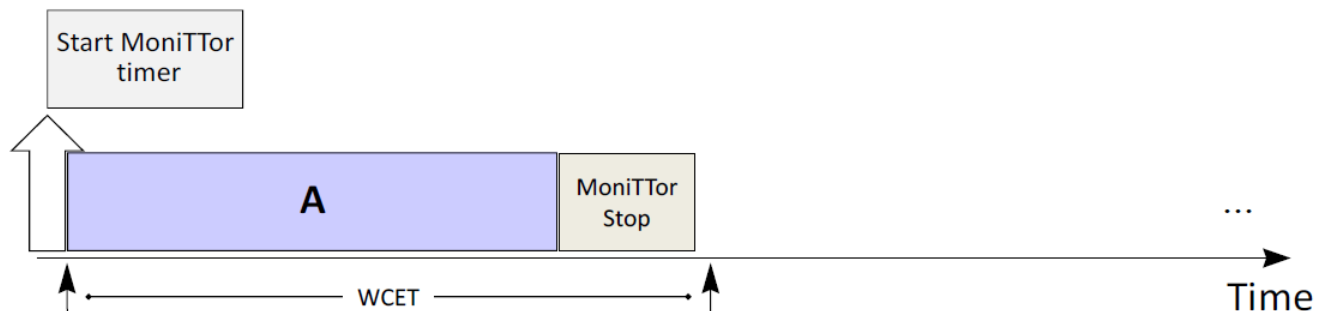 Start MoniTTor
timer
A
MoniTTor
Stop
...
WCET
Time